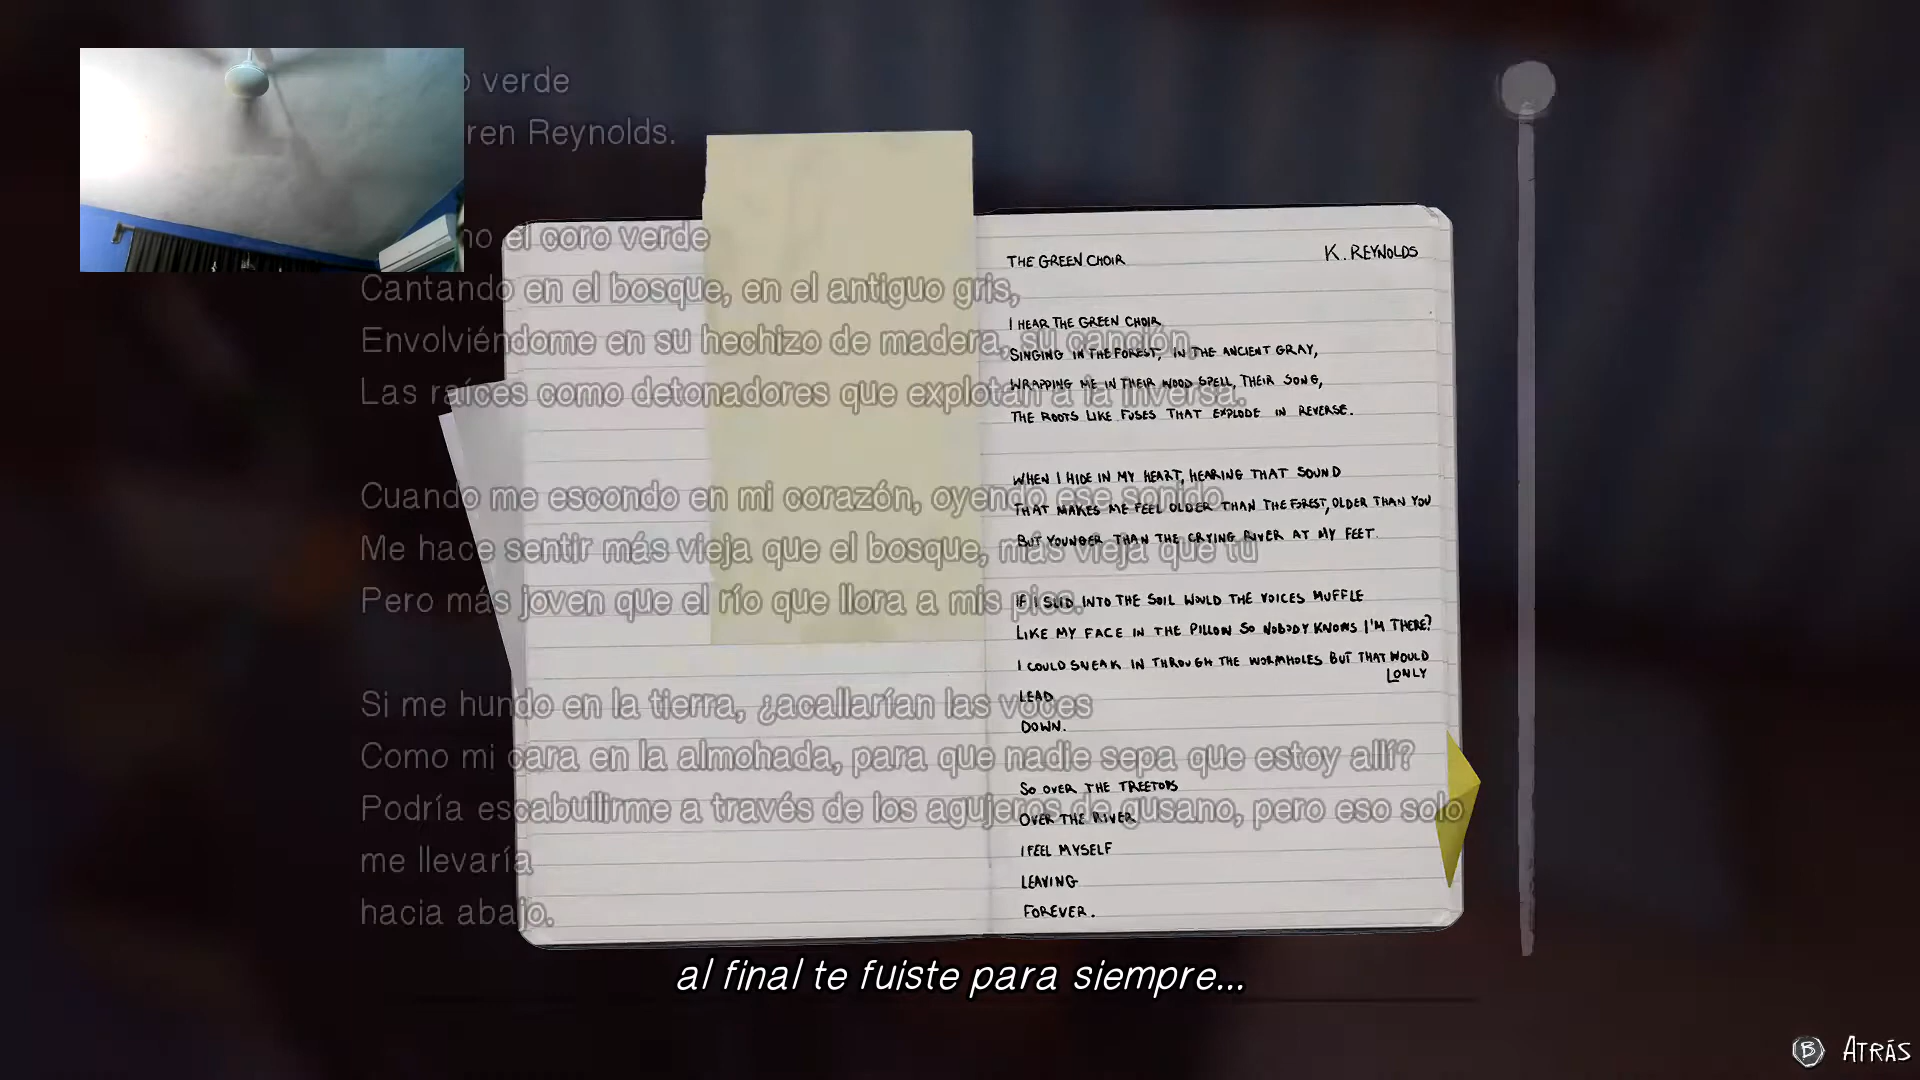 verde
ren Reynolds.
el coro verde
Cantando en el bosque, en el antiguo gris,
Envolviéndome en su hechizo de madera, su canción,
Las raíces como detonadores que explotan a la inversa.
Cuando me escondo en mi corazón, oyendo ese sonido
Me hace sentir más vieja que el bosque, más vieja que tú
Pero más joven que el río que llora a mis pies.
Si me hundo en la tierra, ¿acallarían las voces
Como mi cara en la almohada, para que nadie sepa que estoy allí?
Podría escabullirme a través de los agujeros de gusano, pero eso solo
me llevaría
hacia abajo.
THE GREEN CHOIR
K. REYNOLDS
I HEAR THE GREEN CHOIR
SINGING IN THE FOREST, IN THE ANCIENT GRAY,
WRAPPING ME IN THEIR WOOD SPELL, THEIR SONG,
THE ROOTS LIKE FUSES THAT EXPLODE IN REVERSE.
WHEN I HIDE IN MY HEART, HEARING THAT SOUND
THAT MAKES ME FEEL OLDER THAN THE FOREST, OLDER THAN YOU
BUT YOUNGER THAN THE CRYING RIVER AT MY FEET.
IF I SLID INTO THE SOIL WOULD THE VOICES MUFFLE
LIKE MY FACE IN THE PILLOW SO NOBODY KNOWS I'M THERE?
I COULD SNEAK IN THROUGH THE WORMHOLES BUT THAT WOULD
LONLY
LEAD
DOWN.
SO OVER THE TREETOPS
OVER THE RIVER
I FEEL MYSELF
LEAVING
FOREVER.
al final te fuiste para siempre...
B ATRÁS